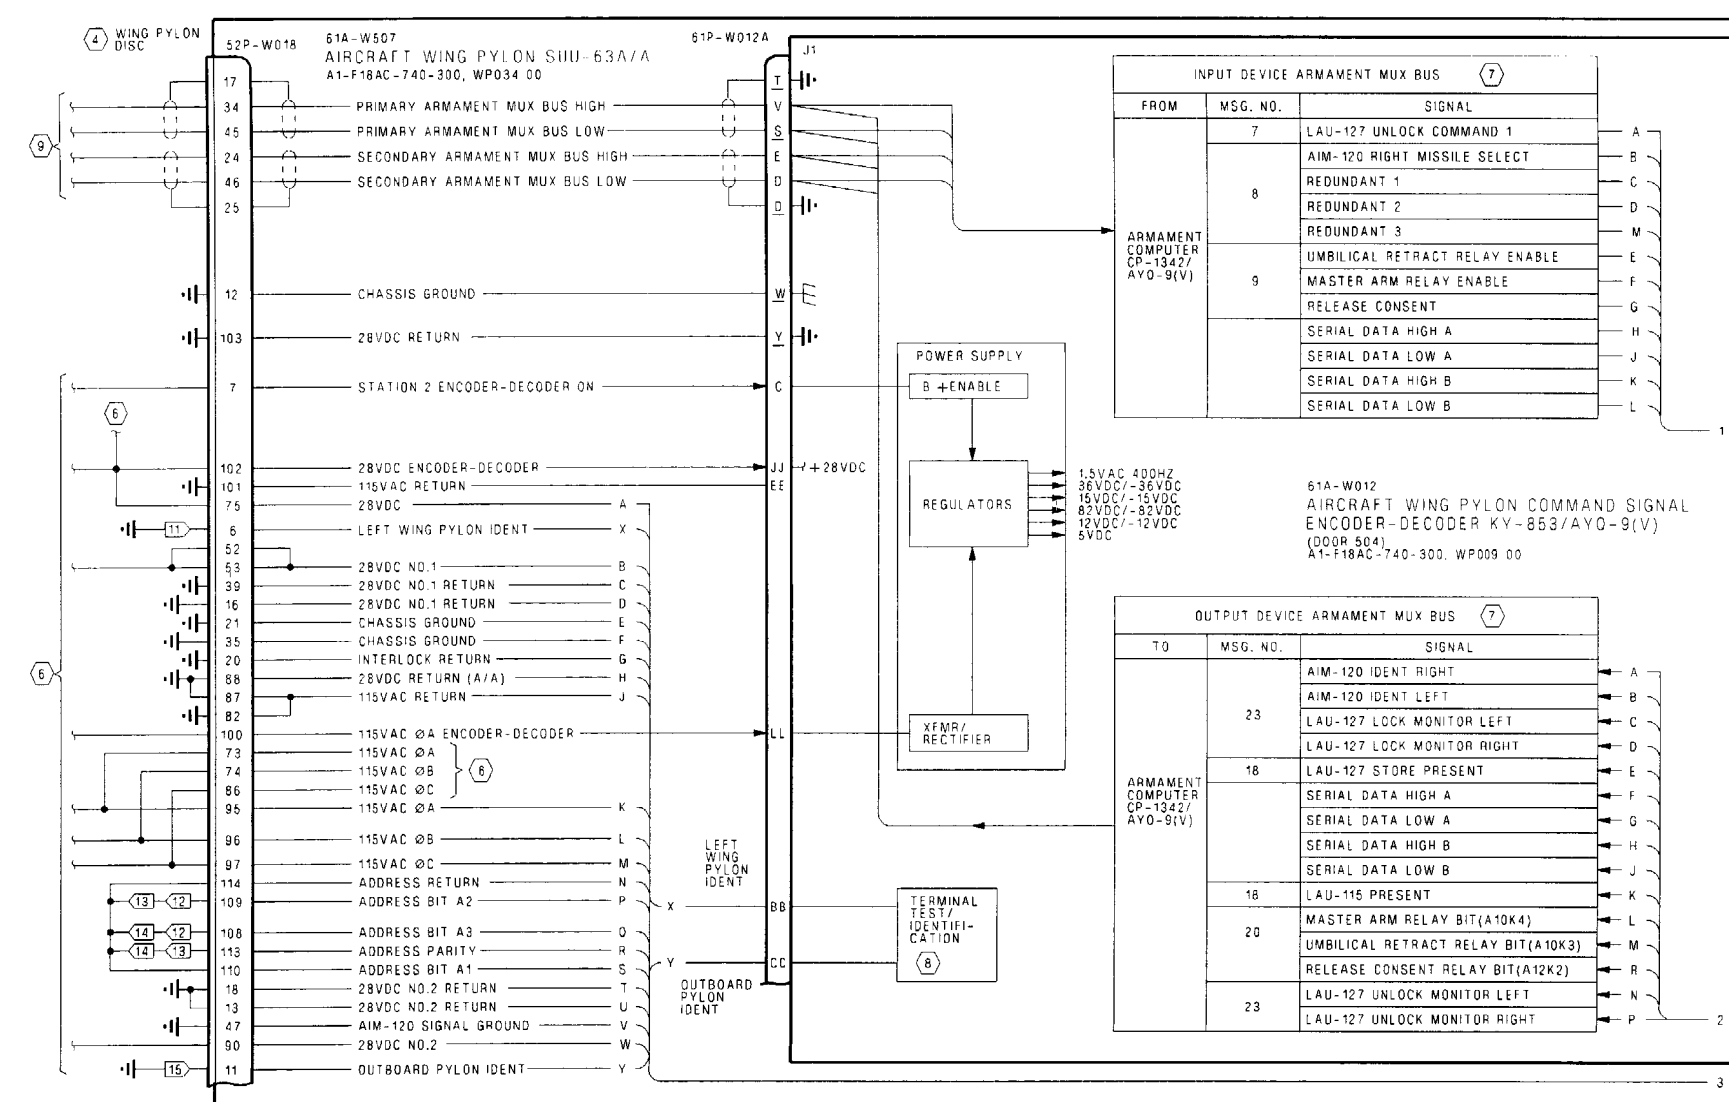 4 WING PYLON
DISC
52P-W018
61A-W507
AIRCRAFT WING PYLON SUU-63A/A
A1-F18AC-740-300, WP034 00
61P-W012A
J1
17
T
34 PRIMARY ARMAMENT MUX BUS HIGH V
45 PRIMARY ARMAMENT MUX BUS LOW S
9
24 SECONDARY ARMAMENT MUX BUS HIGH E
46 SECONDARY ARMAMENT MUX BUS LOW D
25 D
12 CHASSIS GROUND W
103 28VDC RETURN Y
7 STATION 2 ENCODER-DECODER ON C
6
102 28VDC ENCODER-DECODER JJ +28VDC
101 115VAC RETURN EE
75 28VDC A
11 6 LEFT WING PYLON IDENT X
52
53 28VDC NO.1 B
39 28VDC NO.1 RETURN C
16 28VDC NO.1 RETURN D
21 CHASSIS GROUND E
35 CHASSIS GROUND F
20 INTERLOCK RETURN G
6
88 28VDC RETURN (A/A) H
87 115VAC RETURN J
82
100 115VAC ØA ENCODER-DECODER LL
73 115VAC ØA
74 115VAC ØB 6
86 115VAC ØC
95 115VAC ØA K
96 115VAC ØB L
97 115VAC ØC M
114 ADDRESS RETURN N
13 12 109 ADDRESS BIT A2 P
14 12 108 ADDRESS BIT A3 Q
14 13 113 ADDRESS PARITY R
110 ADDRESS BIT A1 S
18 28VDC NO.2 RETURN T
13 28VDC NO.2 RETURN U
47 AIM-120 SIGNAL GROUND V
90 28VDC NO.2 W
15 11 OUTBOARD PYLON IDENT Y
LEFT
WING
PYLON
IDENT
X BB
Y CC
OUTBOARD
PYLON
IDENT
POWER SUPPLY
B +ENABLE
REGULATORS
1.5VAC 400HZ
36VDC/-36VDC
15VDC/-15VDC
82VDC/-82VDC
12VDC/-12VDC
5VDC
XFMR/
RECTIFIER
TERMINAL
TEST/
IDENTIFI-
CATION
8
INPUT DEVICE ARMAMENT MUX BUS 7
FROM MSG. NO. SIGNAL
ARMAMENT
COMPUTER
CP-1342/
AYQ-9(V)
7 LAU-127 UNLOCK COMMAND 1 A
AIM-120 RIGHT MISSILE SELECT B
8
REDUNDANT 1 C
REDUNDANT 2 D
REDUNDANT 3 M
UMBILICAL RETRACT RELAY ENABLE E
9 MASTER ARM RELAY ENABLE F
RELEASE CONSENT G
SERIAL DATA HIGH A H
SERIAL DATA LOW A J
SERIAL DATA HIGH B K
SERIAL DATA LOW B L
1
61A-W012
AIRCRAFT WING PYLON COMMAND SIGNAL
ENCODER-DECODER KY-853/AYQ-9(V)
(DOOR 504)
A1-F18AC-740-300, WP009 00
OUTPUT DEVICE ARMAMENT MUX BUS 7
TO MSG. NO. SIGNAL
ARMAMENT
COMPUTER
CP-1342/
AYQ-9(V)
AIM-120 IDENT RIGHT A
AIM-120 IDENT LEFT B
23
LAU-127 LOCK MONITOR LEFT C
LAU-127 LOCK MONITOR RIGHT D
18 LAU-127 STORE PRESENT E
SERIAL DATA HIGH A F
SERIAL DATA LOW A G
SERIAL DATA HIGH B H
SERIAL DATA LOW B J
18 LAU-115 PRESENT K
MASTER ARM RELAY BIT(A10K4) L
20
UMBILICAL RETRACT RELAY BIT(A10K3) M
RELEASE CONSENT RELAY BIT(A12K2) R
LAU-127 UNLOCK MONITOR LEFT N
23
LAU-127 UNLOCK MONITOR RIGHT P
2
3